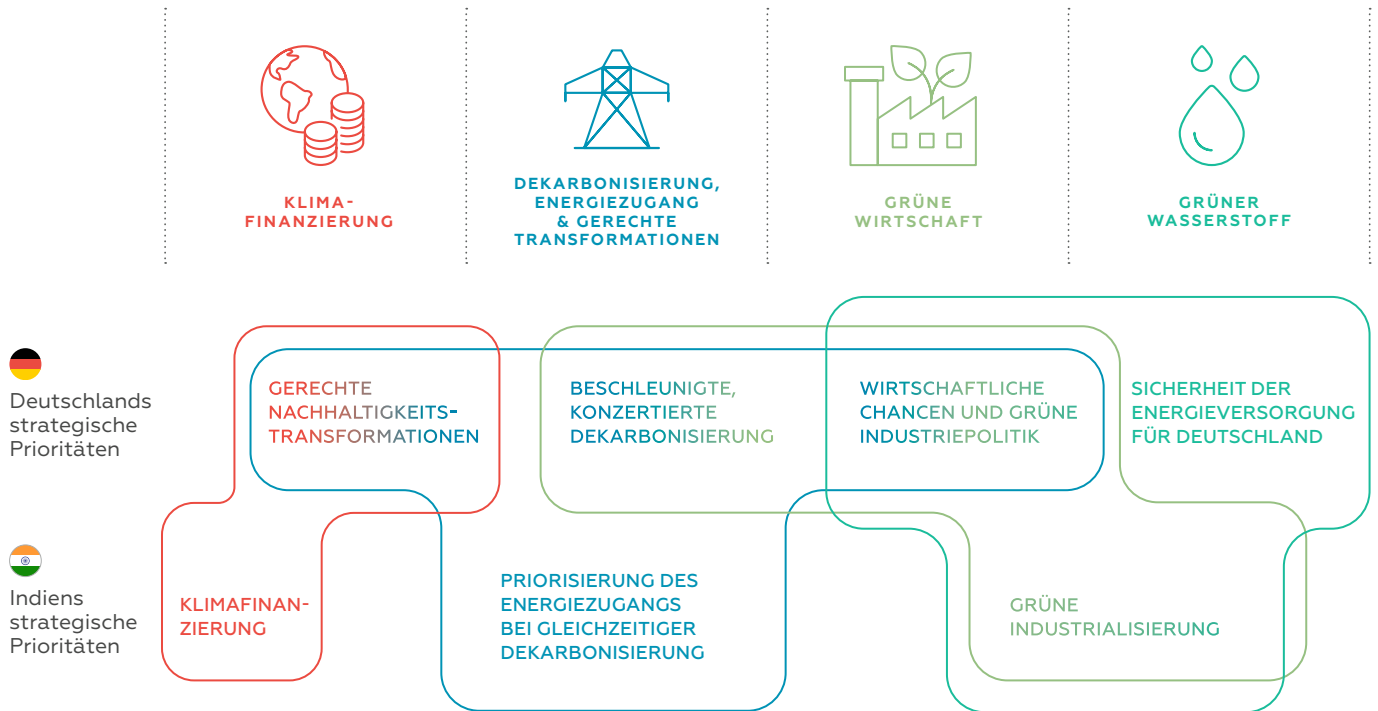 KLIMA-
FINANZIERUNG
DEKARBONISIERUNG,
ENERGIEZUGANG
& GERECHTE
TRANSFORMATIONEN
GRÜNE
WIRTSCHAFT
GRÜNER
WASSERSTOFF
Deutschlands
strategische
Prioritäten
GERECHTE
NACHHALTIGKEITS-
TRANSFORMATIONEN
BESCHLEUNIGTE,
KONZERTIERTE
DEKARBONISIERUNG
WIRTSCHAFTLICHE
CHANCEN UND GRÜNE
INDUSTRIEPOLITIK
SICHERHEIT DER
ENERGIEVERSORGUNG
FÜR DEUTSCHLAND
Indiens
strategische
Prioritäten
KLIMAFINAN-
ZIERUNG
PRIORISIERUNG DES
ENERGIEZUGANGS
BEI GLEICHZEITIGER
DEKARBONISIERUNG
GRÜNE
INDUSTRIALISIERUNG